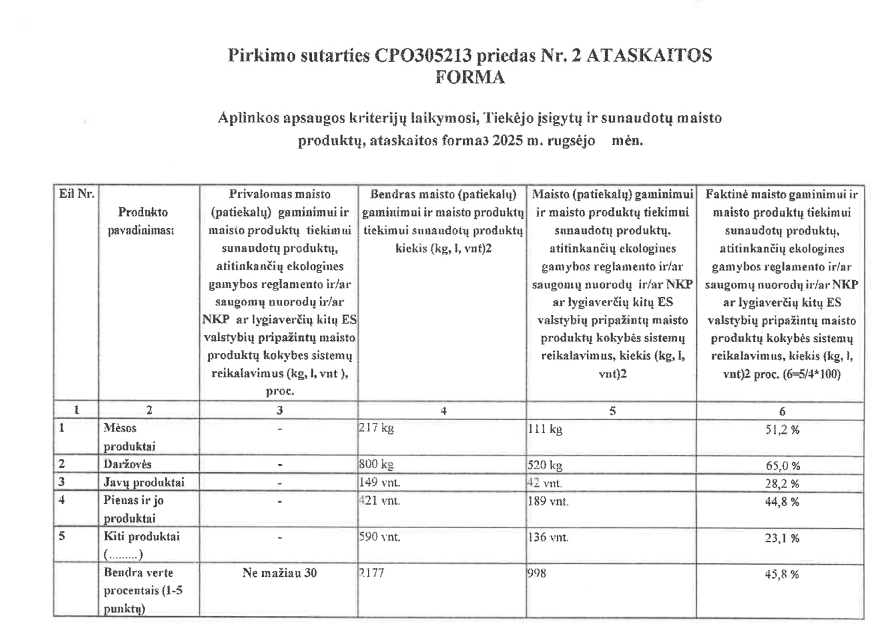 Pirkimo sutarties CPO305213 priedas Nr. 2 ATASKAITOS
FORMA
Aplinkos apsaugos kriterijų laikymosi, Tiekėjo įsigytų ir sunaudotų maisto
produktų, ataskaitos forma3 2025 m. rugsėjo mėn.
Eil Nr.
Produkto
pavadinimas1
Privalomas maisto
(patiekalų) gaminimui ir
maisto produktų tiekimui
sunaudotų produktų,
atitinkančių ekologines
gamybos reglamento ir/ar
saugomų nuorodų ir/ar
NKP ar lygiaverčių kitų ES
valstybių pripažintų maisto
produktų kokybes sistemų
reikalavimus (kg, l, vnt ),
proc.
Bendras maisto (patiekalų)
gaminimui ir maisto produktų
tiekimui sunaudotų produktų
kiekis (kg, l, vnt)2
Maisto (patiekalų) gaminimui
ir maisto produktų tiekimui
sunaudotų produktų,
atitinkančių ekologines
gamybos reglamento ir/ar
saugomų nuorodų ir/ar NKP
ar lygiaverčių kitų ES
valstybių pripažintų maisto
produktų kokybės sistemų
reikalavimus, kiekis (kg, l,
vnt)2
Faktinė maisto gaminimui ir
maisto produktų tiekimui
sunaudotų produktų,
atitinkančių ekologines
gamybos reglamento ir/ar
saugomų nuorodų ir/ar NKP
ar lygiaverčių kitų ES
valstybių pripažintų maisto
produktų kokybės sistemų
reikalavimus, kiekis (kg, l,
vnt)2 proc. (6=5/4*100)
1 2 3 4 5 6
1 Mėsos - 217 kg 111 kg 51,2 %
produktai
2 Daržovės - 800 kg 520 kg 65,0 %
3 Javų produktai - 149 vnt. 42 vnt. 28,2 %
4 Pienas ir jo - 421 vnt. 189 vnt. 44,8 %
produktai
5 Kiti produktai - 590 vnt. 136 vnt. 23,1 %
(.........)
Bendra verte Ne mažiau 30 2177 998 45,8 %
procentais (1-5
punktų)